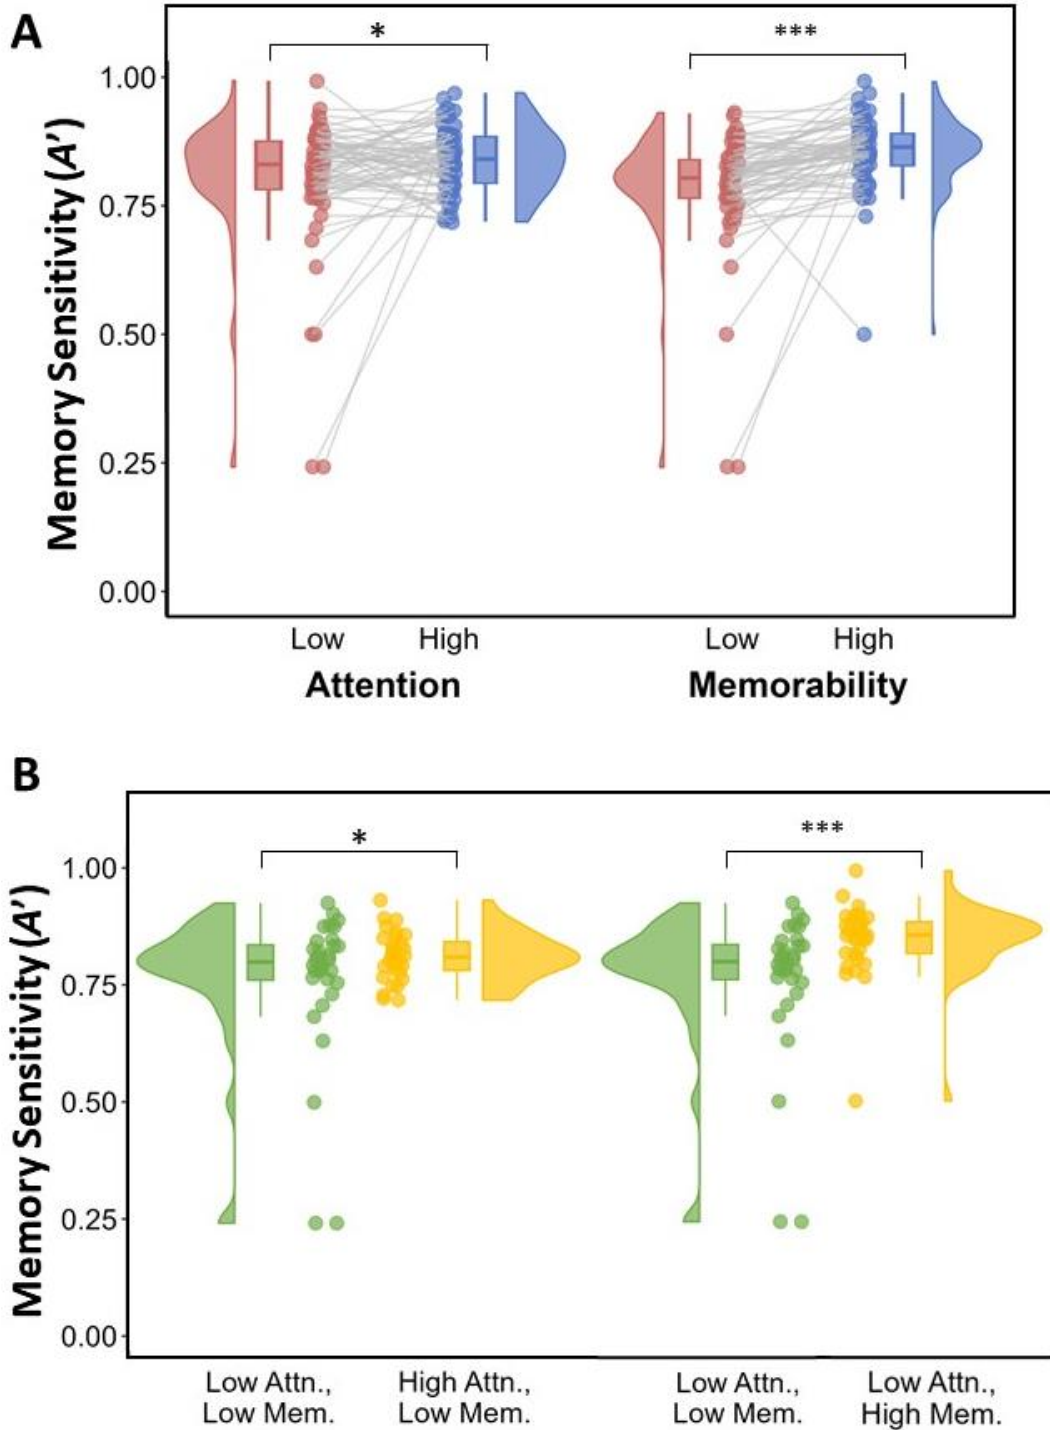 A
* ***
1.00
0.75
0.50
0.25
0.00
Memory Sensitivity (A')
Low High Low High
Attention Memorability
B
* ***
1.00
0.75
0.50
0.25
0.00
Memory Sensitivity (A')
Low Attn., High Attn., Low Attn., Low Attn.,
Low Mem. Low Mem. Low Mem. High Mem.